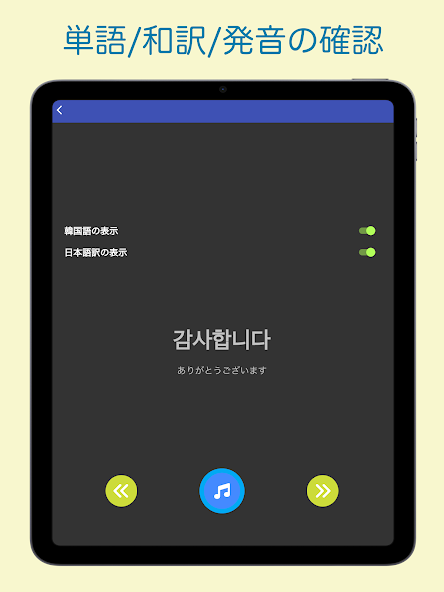 単語/和訳/発音の確認
韓国語の表示
日本語訳の表示
감사합니다
ありがとうございます